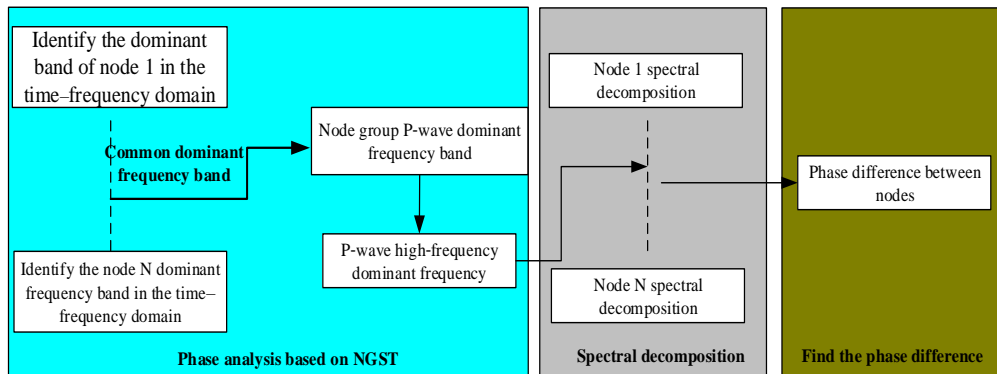 Identify the dominant
band of node 1 in the
time–frequency domain
Common dominant
frequency band
Identify the node N dominant
frequency band in the time–
frequency domain
Node group P-wave dominant
frequency band
P-wave high-frequency
dominant frequency
Phase analysis based on NGST
Node 1 spectral
decomposition
Node N spectral
decomposition
Spectral decomposition
Phase difference between
nodes
Find the phase difference